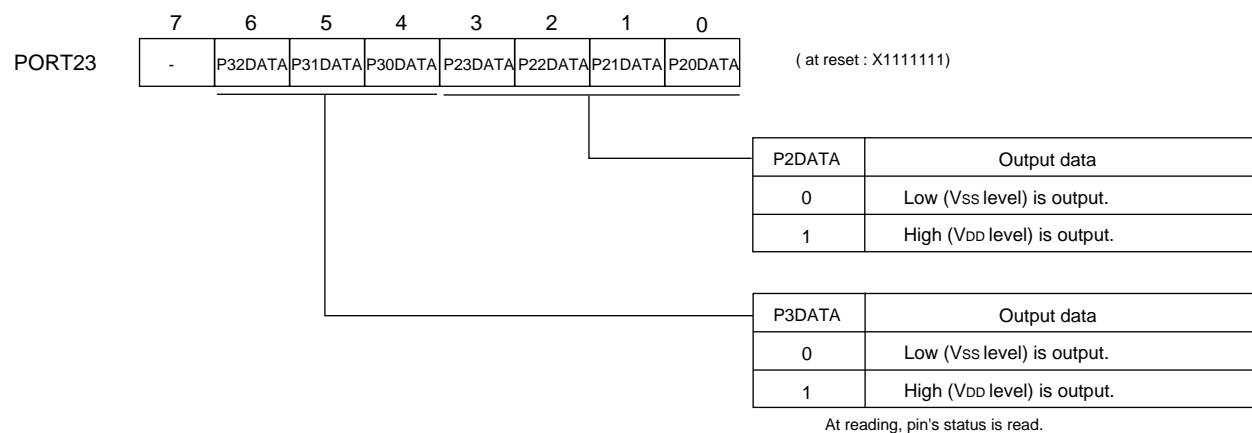 7 6 5 4 3 2 1 0
PORT23 - P32DATA P31DATA P30DATA P23DATA P22DATA P21DATA P20DATA ( at reset : X1111111)
P2DATA Output data
0 Low (VSS level) is output.
1 High (VDD level) is output.
P3DATA Output data
0 Low (VSS level) is output.
1 High (VDD level) is output.
At reading, pin's status is read.